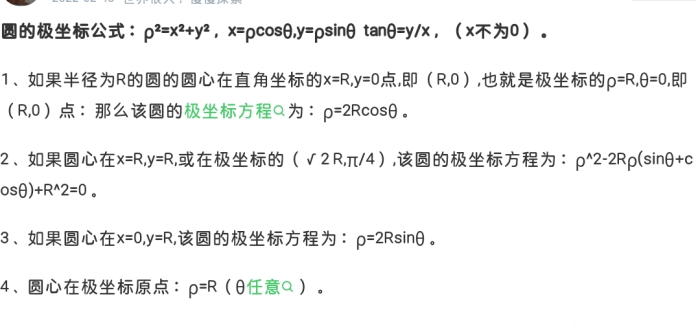 圆的极坐标公式：ρ²=x²+y²，x=ρcosθ,y=ρsinθ tanθ=y/x，（x不为0）。
1、如果半径为R的圆的圆心在直角坐标的x=R,y=0点,即（R,0）,也就是极坐标的ρ=R,θ=0,即
（R,0）点：那么该圆的极坐标方程为：ρ=2Rcosθ。
2、如果圆心在x=R,y=R,或在极坐标的（√2R,π/4）,该圆的极坐标方程为：ρ^2-2Rρ(sinθ+c
osθ)+R^2=0。
3、如果圆心在x=0,y=R,该圆的极坐标方程为：ρ=2Rsinθ。
4、圆心在极坐标原点：ρ=R（θ任意）。